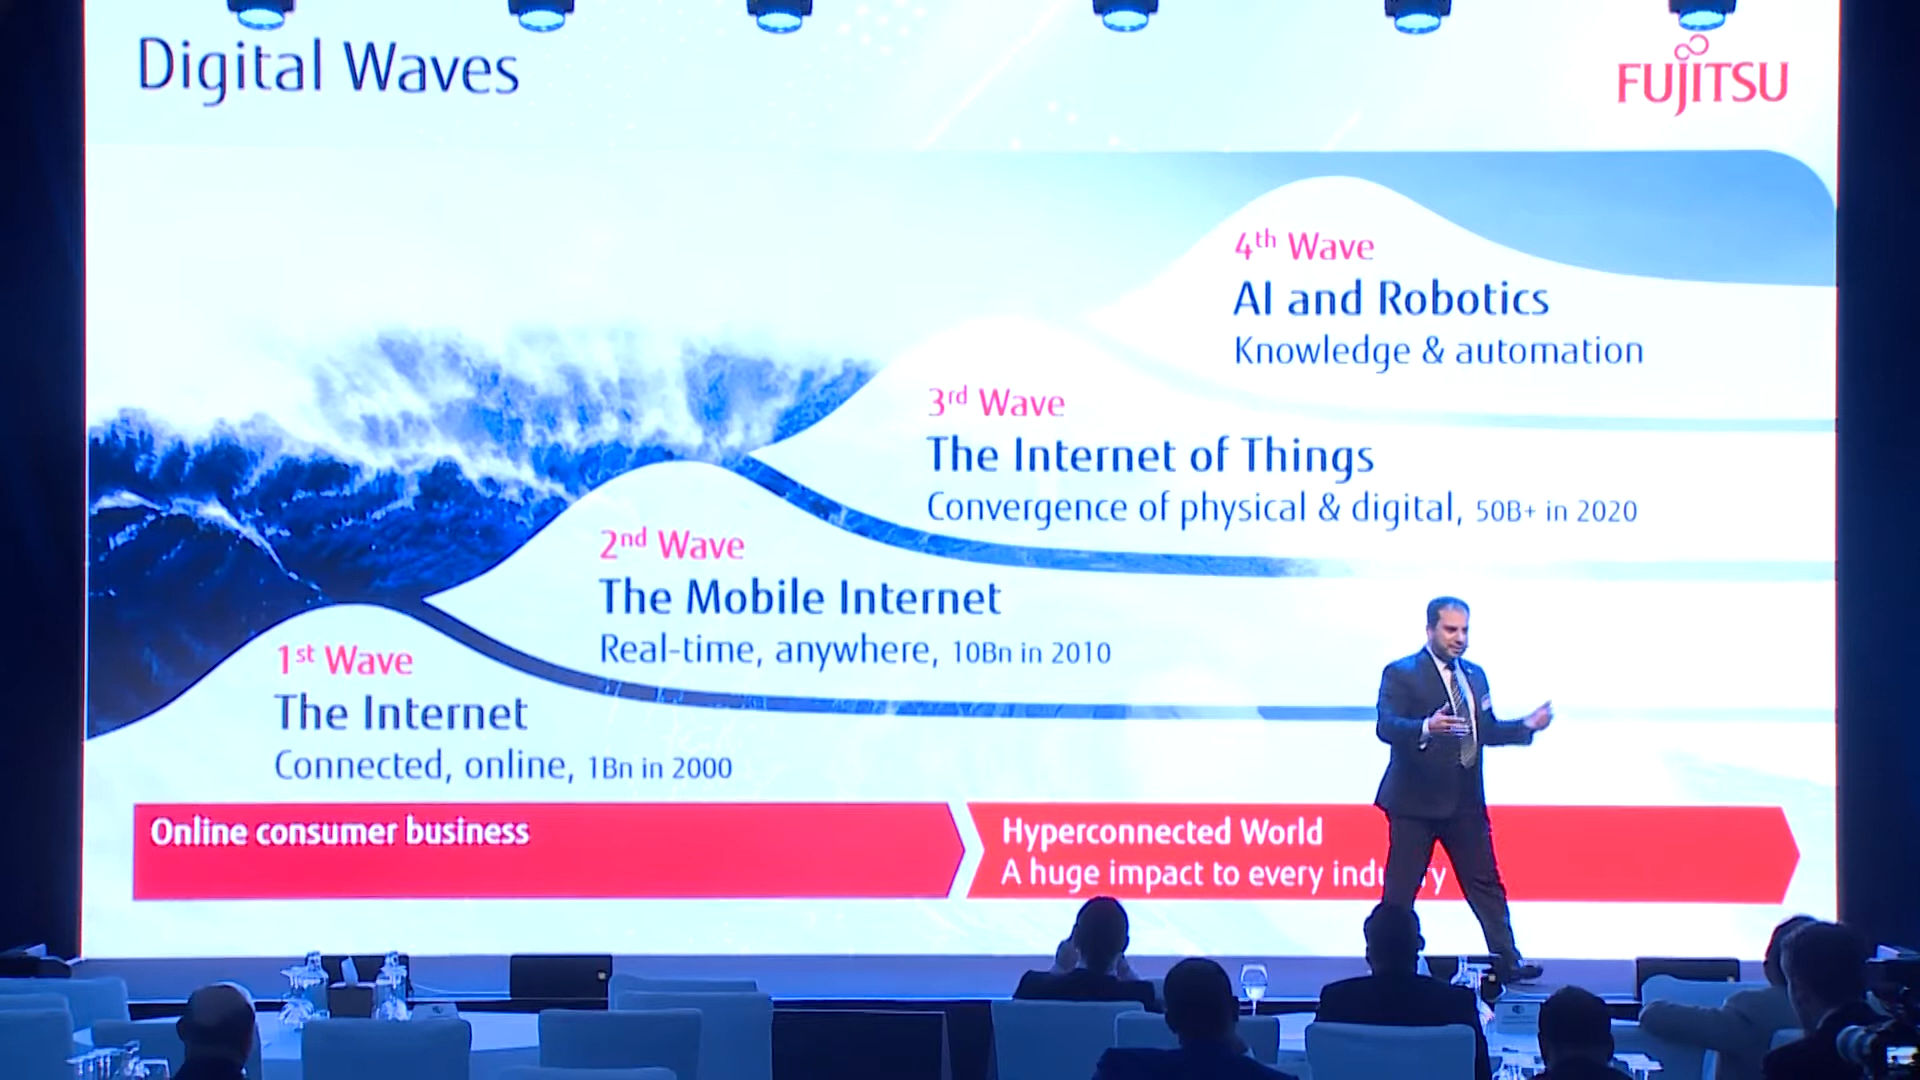 Digital Waves
FUJITSU
4th Wave
AI and Robotics
Knowledge & automation
3rd Wave
The Internet of Things
Convergence of physical & digital, 50B+ in 2020
2nd Wave
The Mobile Internet
Real-time, anywhere, 10Bn in 2010
1st Wave
The Internet
Connected, online, 1Bn in 2000
Online consumer business
Hyperconnected World
A huge impact to every industry